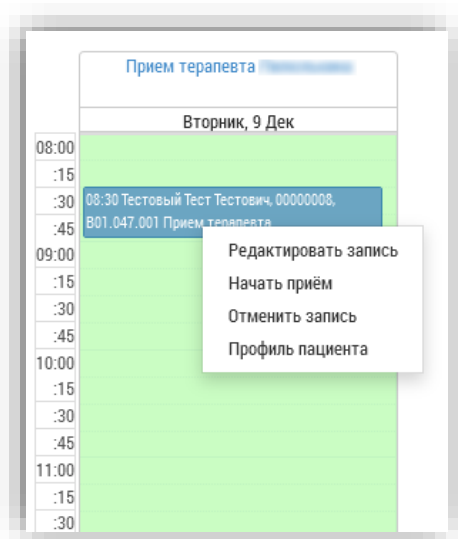 Прием терапевта
Вторник, 9 Дек
08:00
:15
:30
08:30 Тестовый Тест Тестович, 00000008,
:45
B01.047.001 Прием терапевта
09:00
Редактировать запись
:15
Начать приём
:30
Отменить запись
:45
Профиль пациента
10:00
:15
:30
:45
11:00
:15
:30